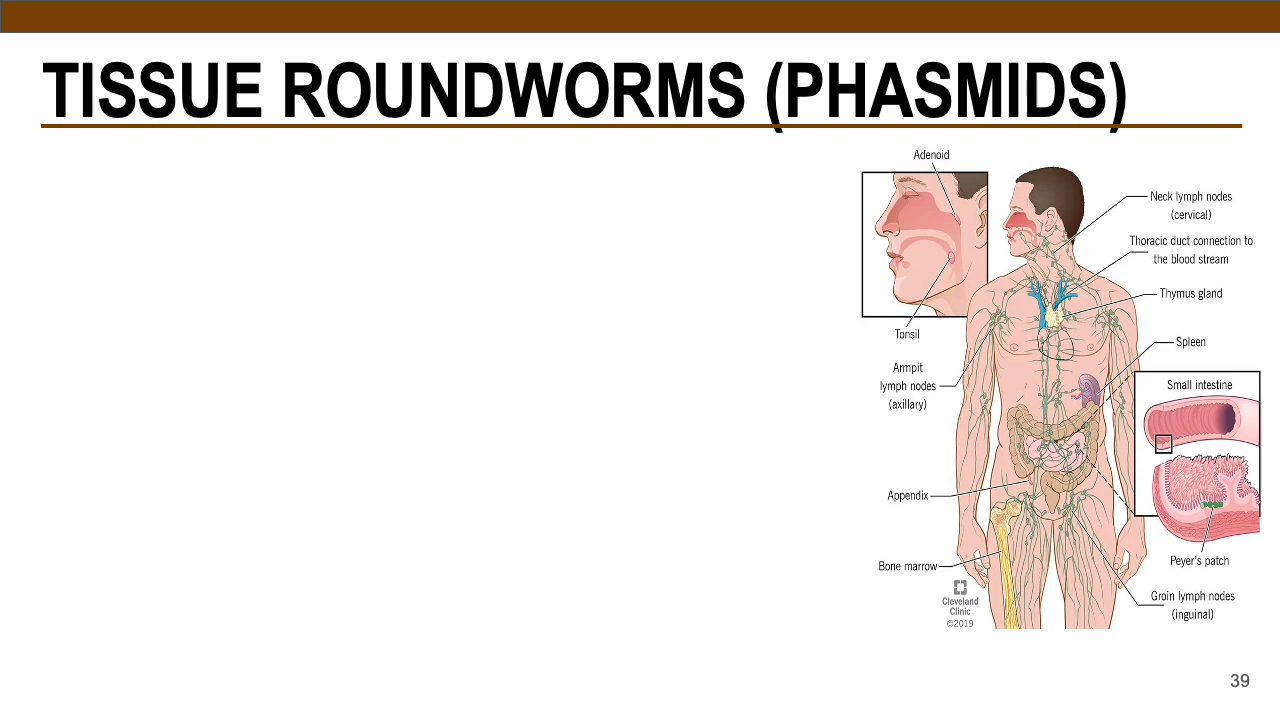 TISSUE ROUNDWORMS (PHASMIDS)
Adenoid
Neck lymph nodes
(cervical)
Thoracic duct connection to
the blood stream
Thymus gland
Tonsil
Spleen
Armpit
lymph nodes
(axillary)
Small intestine
Appendix
Peyer's patch
Bone marrow
Groin lymph nodes
(inguinal)
Cleveland
Clinic
©2019
39